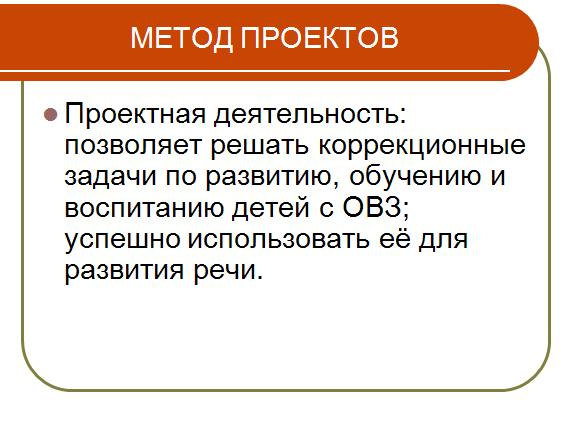 МЕТОД ПРОЕКТОВ
Проектная деятельность:
позволяет решать коррекционные
задачи по развитию, обучению и
воспитанию детей с ОВЗ;
успешно использовать её для
развития речи.